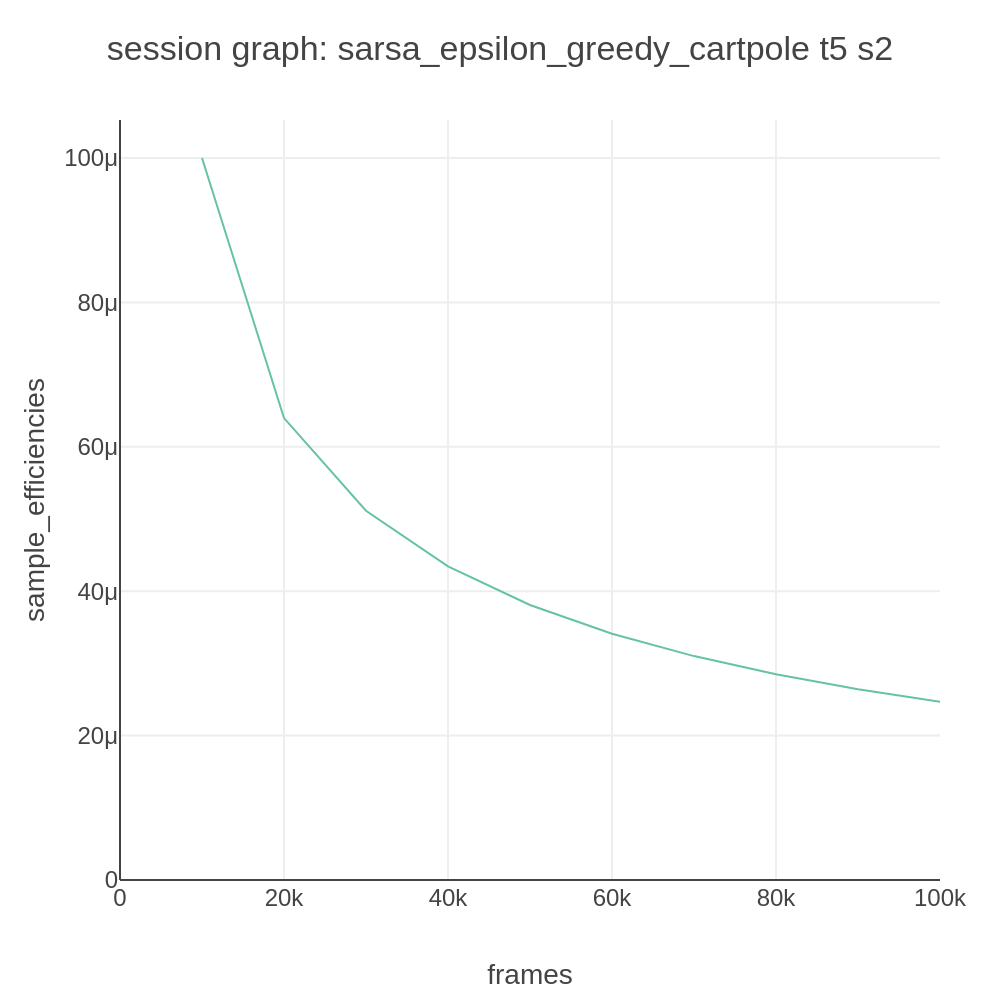 session graph: sarsa_epsilon_greedy_cartpole t5 s2
100μ
80μ
60μ
40μ
20μ
0
sample_efficiencies
0
20k
40k
60k
80k
100k
frames